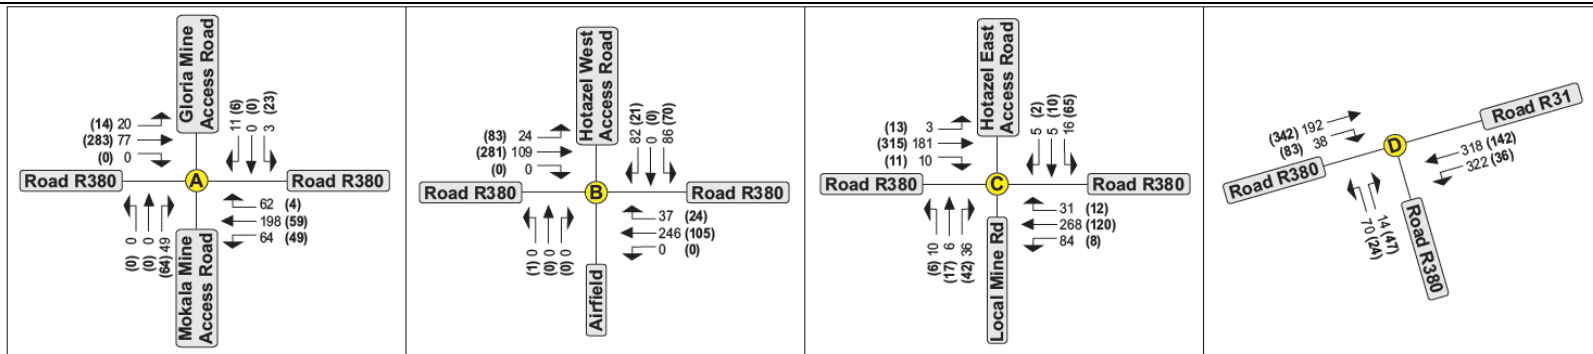 Gloria Mine
Access Road
(14) 20
(283) 77
(0) 0
11 (6)
0 (0)
3 (23)
Road R380
A
Road R380
62 (4)
198 (59)
64 (49)
(0) 0
(0) 0
(64) 49
Mokala Mine
Access Road
Hotazel West
Access Road
(83) 24
(281) 109
(0) 0
82 (21)
0 (0)
86 (70)
Road R380
B
Road R380
37 (24)
246 (105)
0 (0)
(1) 0
(0) 0
(0) 0
Airfield
Hotazel East
Access Road
(13) 3
(315) 181
(11) 10
5 (2)
5 (10)
16 (65)
Road R380
C
Road R380
31 (12)
268 (120)
84 (8)
(6) 10
(17) 6
(42) 36
Local Mine Rd
Road R31
(342) 192
(83) 38
D
318 (142)
322 (36)
Road R380
70 (24)
14 (47)
Road R380